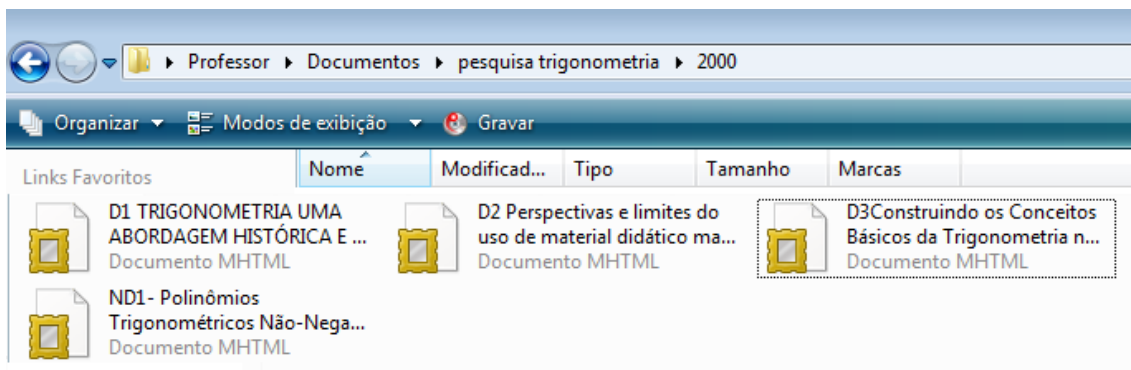 Professor Documentos pesquisa trigonometria 2000
Organizar Modos de exibição Gravar
Links Favoritos Nome Modificad... Tipo Tamanho Marcas
D1 TRIGONOMETRIA UMA
ABORDAGEM HISTÓRICA E ...
Documento MHTML
D2 Perspectivas e limites do
uso de material didático ma...
Documento MHTML
D3Construindo os Conceitos
Básicos da Trigonometria n...
Documento MHTML
ND1- Polinômios
Trigonométricos Não-Nega...
Documento MHTML